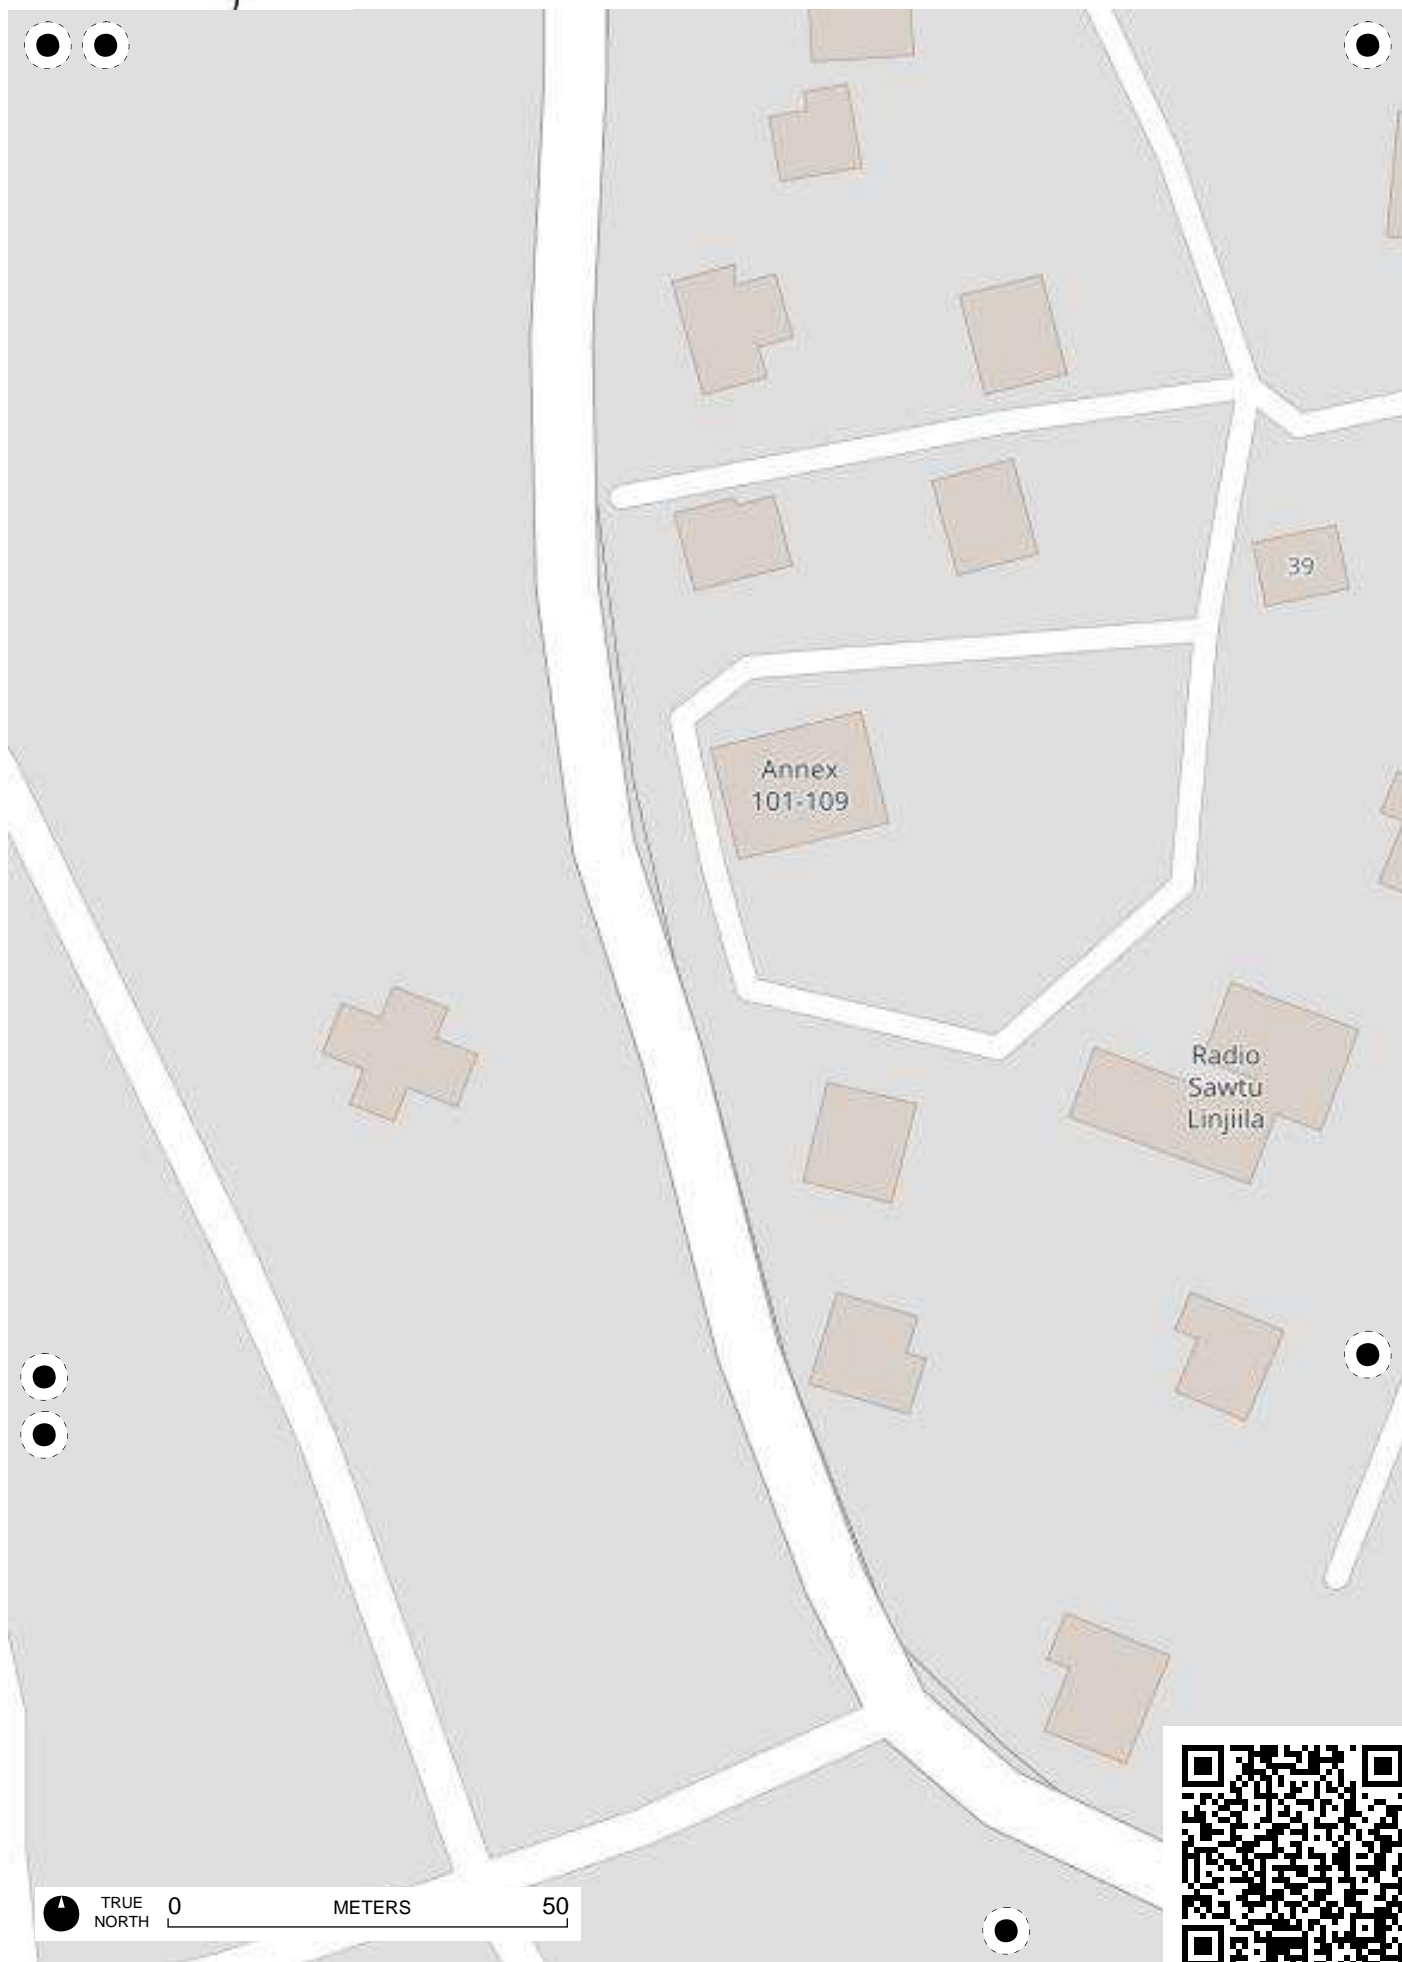 39
Annex
101-109
Radio
Sawtu
Linjiila
TRUE
NORTH
0 METERS 50